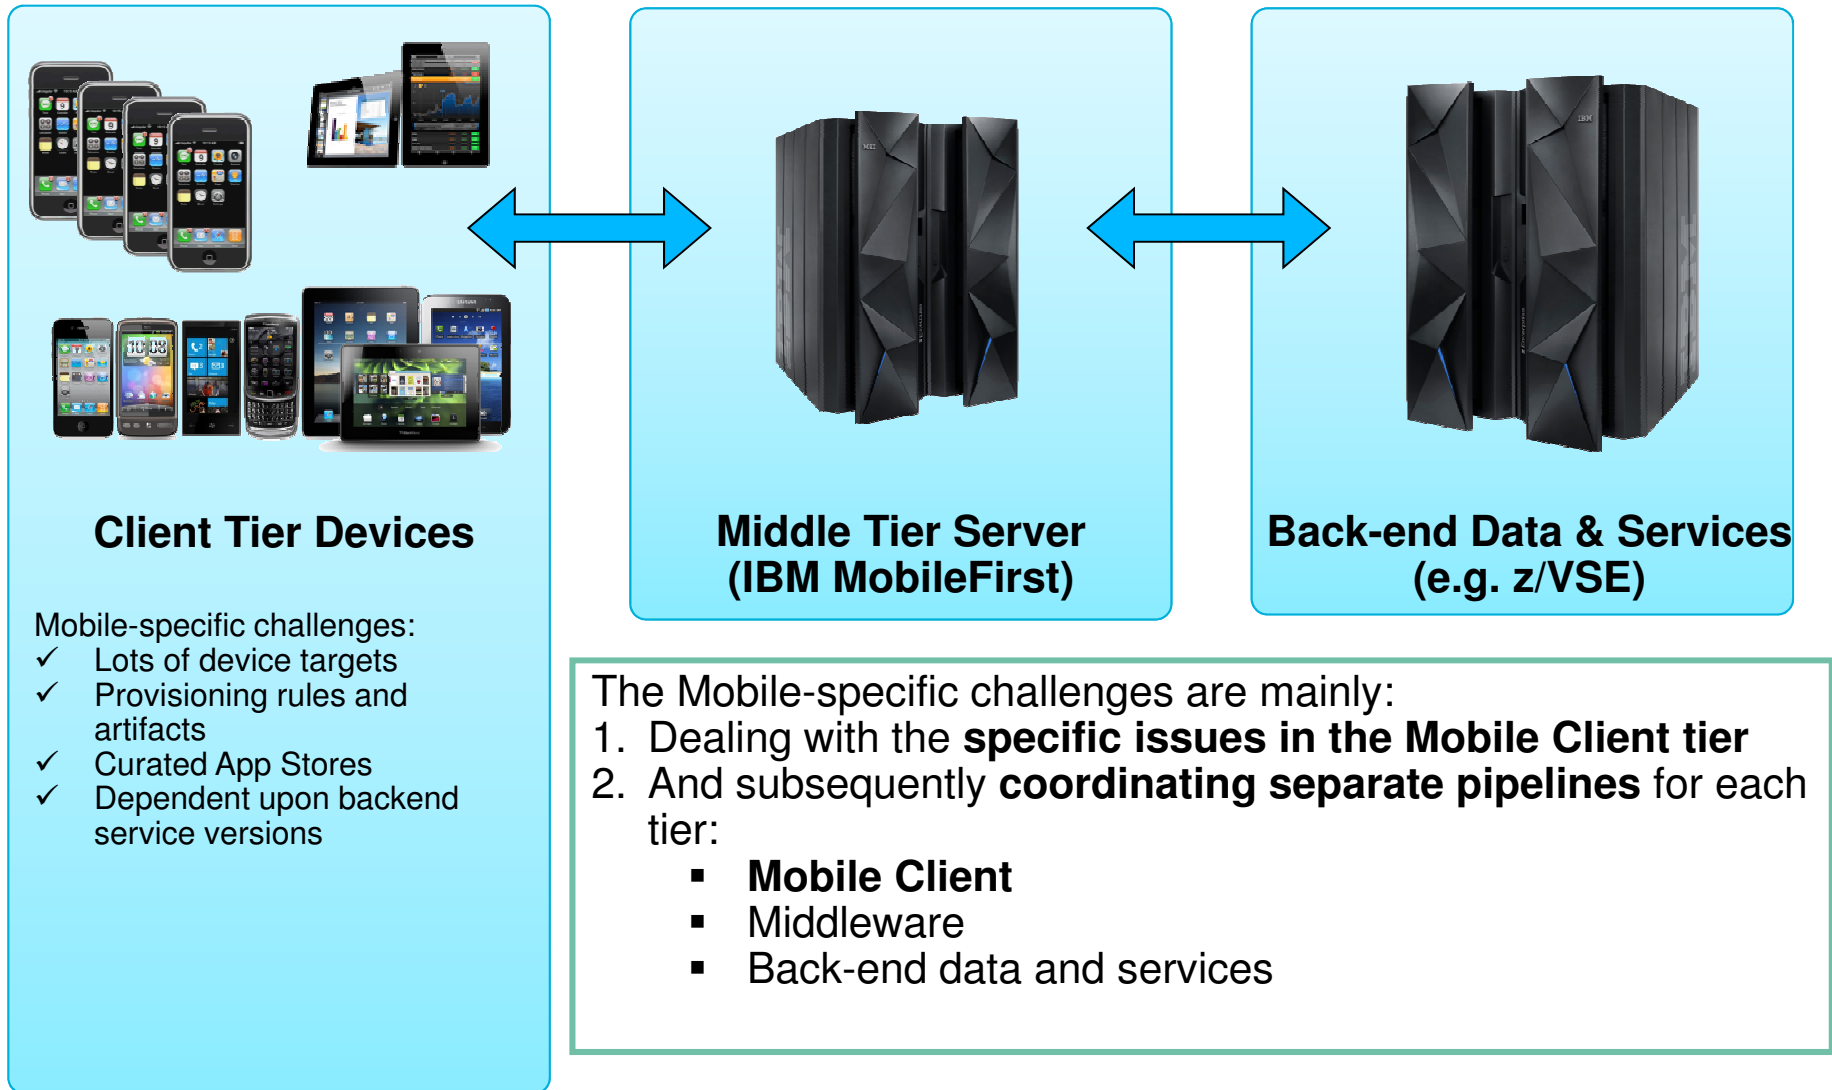 Client Tier Devices
Mobile-specific challenges:
✓ Lots of device targets
✓ Provisioning rules and
artifacts
✓ Curated App Stores
✓ Dependent upon backend
service versions
Middle Tier Server
(IBM MobileFirst)
IBM
Back-end Data & Services
(e.g. z/VSE)
The Mobile-specific challenges are mainly:
1. Dealing with the specific issues in the Mobile Client tier
2. And subsequently coordinating separate pipelines for each
tier:
▪ Mobile Client
▪ Middleware
▪ Back-end data and services